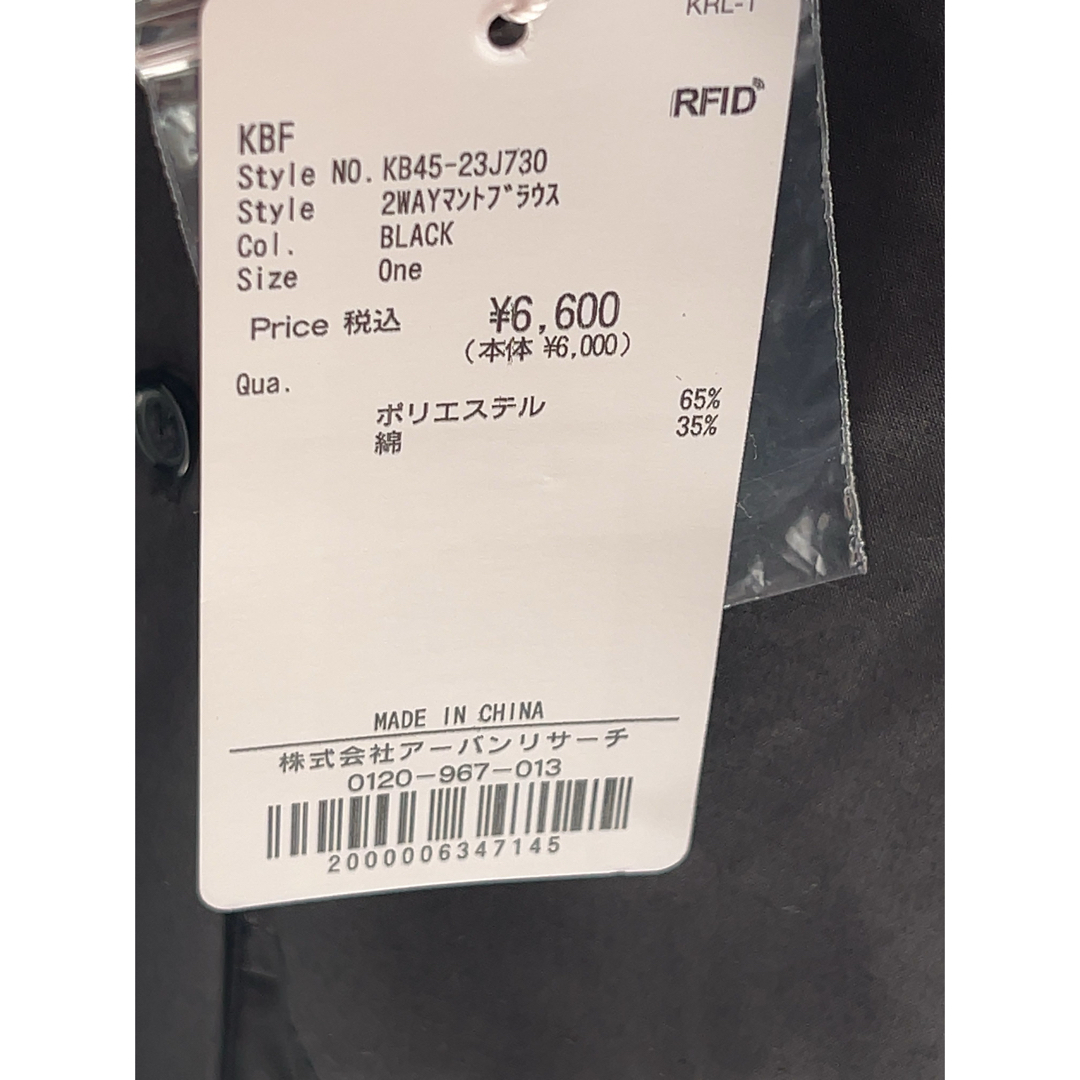 RFID
KBF
Style NO. KB45-23J730
Style 2WAYマントブラウス
Col. BLACK
Size One
Price 税込 ¥6,600
(本体 ¥6,000)
Qua.
ポリエステル 65%
綿 35%
MADE IN CHINA
株式会社アーバンリサーチ
0120-967-013
2000006347145